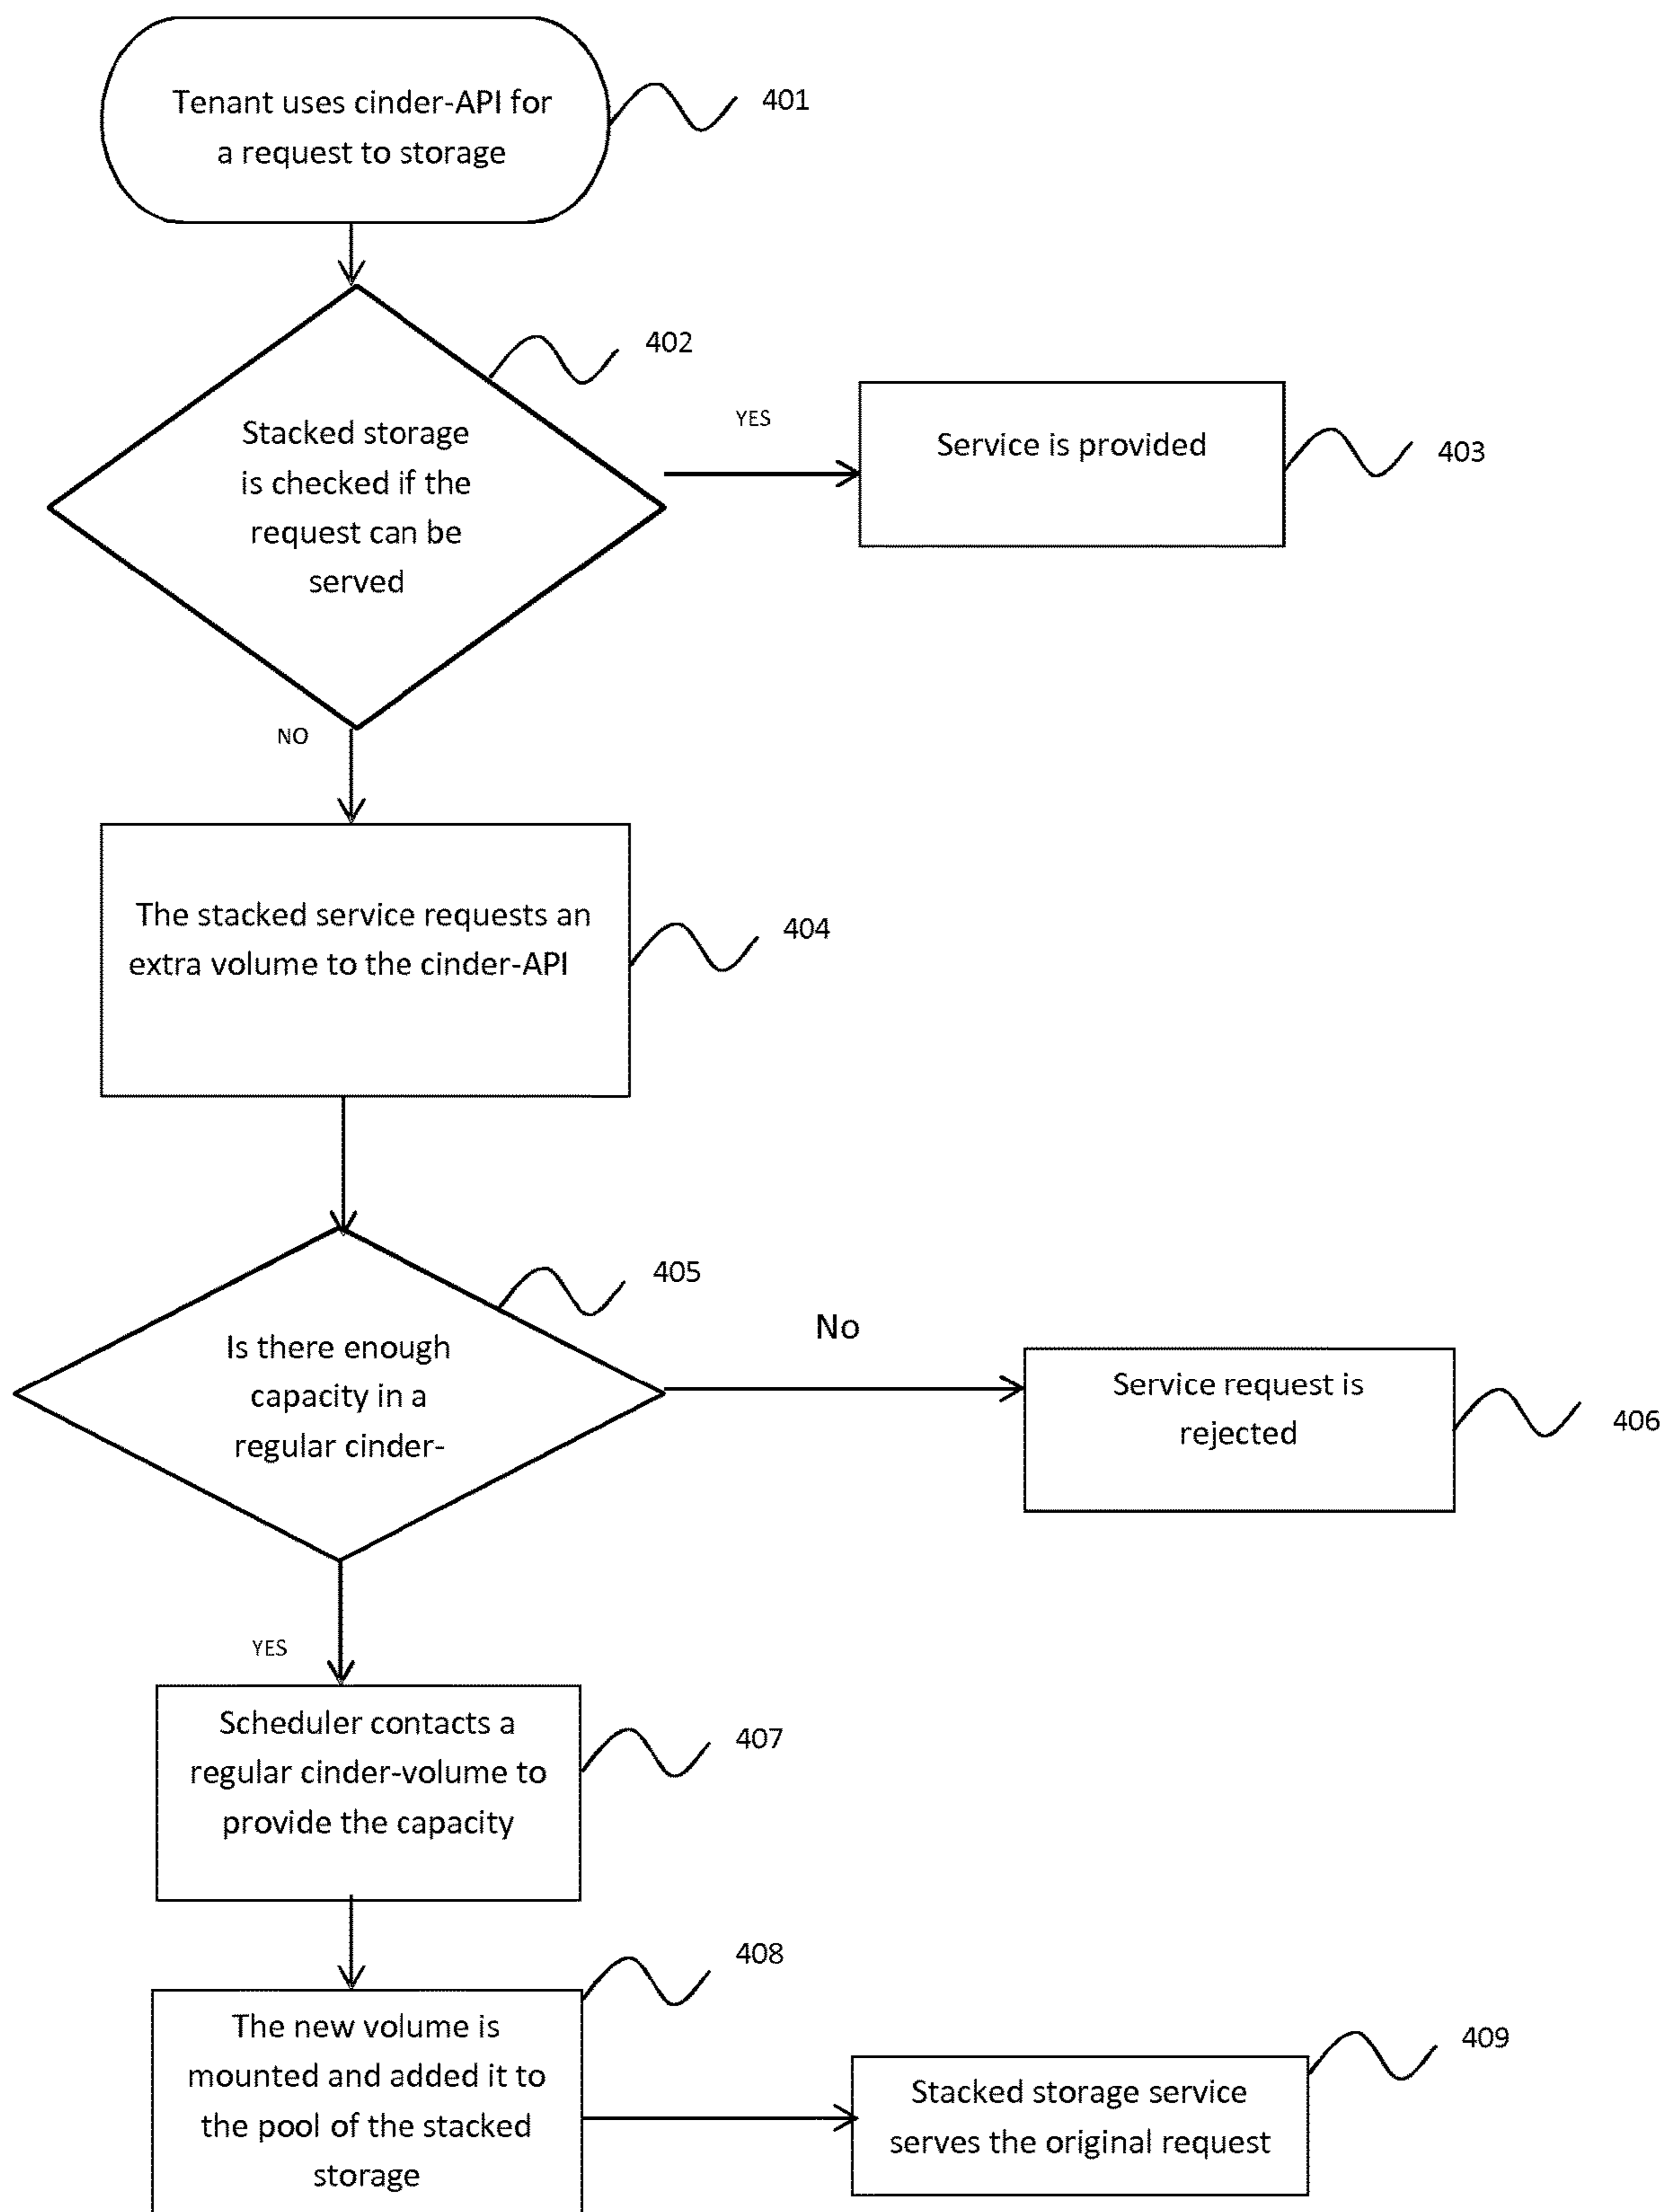 Tenant uses cinder-API for
a request to storage
401
402
Stacked storage
is checked if the
request can be
served
YES
Service is provided
403
NO
The stacked service requests an
extra volume to the cinder-API
404
405
Is there enough
capacity in a
regular cinder-
No
Service request is
rejected
406
YES
Scheduler contacts a
regular cinder-volume to
provide the capacity
407
408
The new volume is
mounted and added it to
the pool of the stacked
storage
409
Stacked storage service
serves the original request